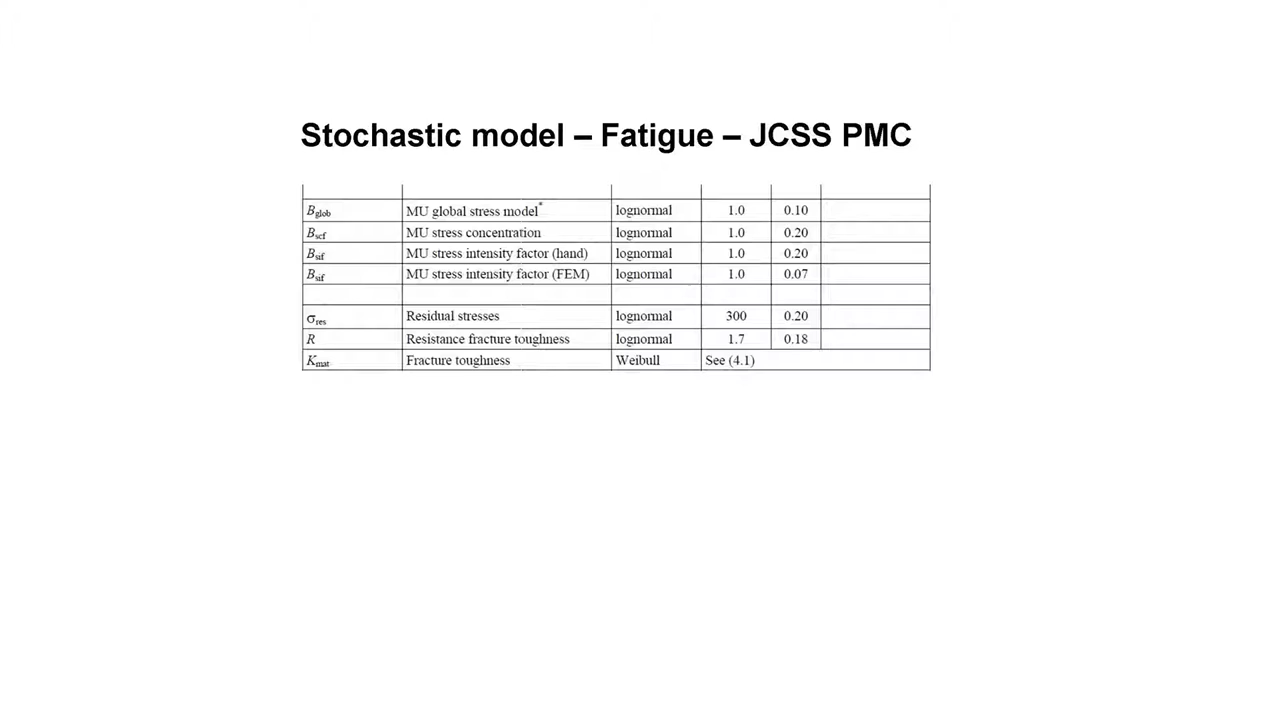 Stochastic model – Fatigue – JCSS PMC
Bglob MU global stress model* lognormal 1.0 0.10
Bscf MU stress concentration lognormal 1.0 0.20
Bsif MU stress intensity factor (hand) lognormal 1.0 0.20
Bsif MU stress intensity factor (FEM) lognormal 1.0 0.07
σres Residual stresses lognormal 300 0.20
R Resistance fracture toughness lognormal 1.7 0.18
Kmat Fracture toughness Weibull See (4.1)